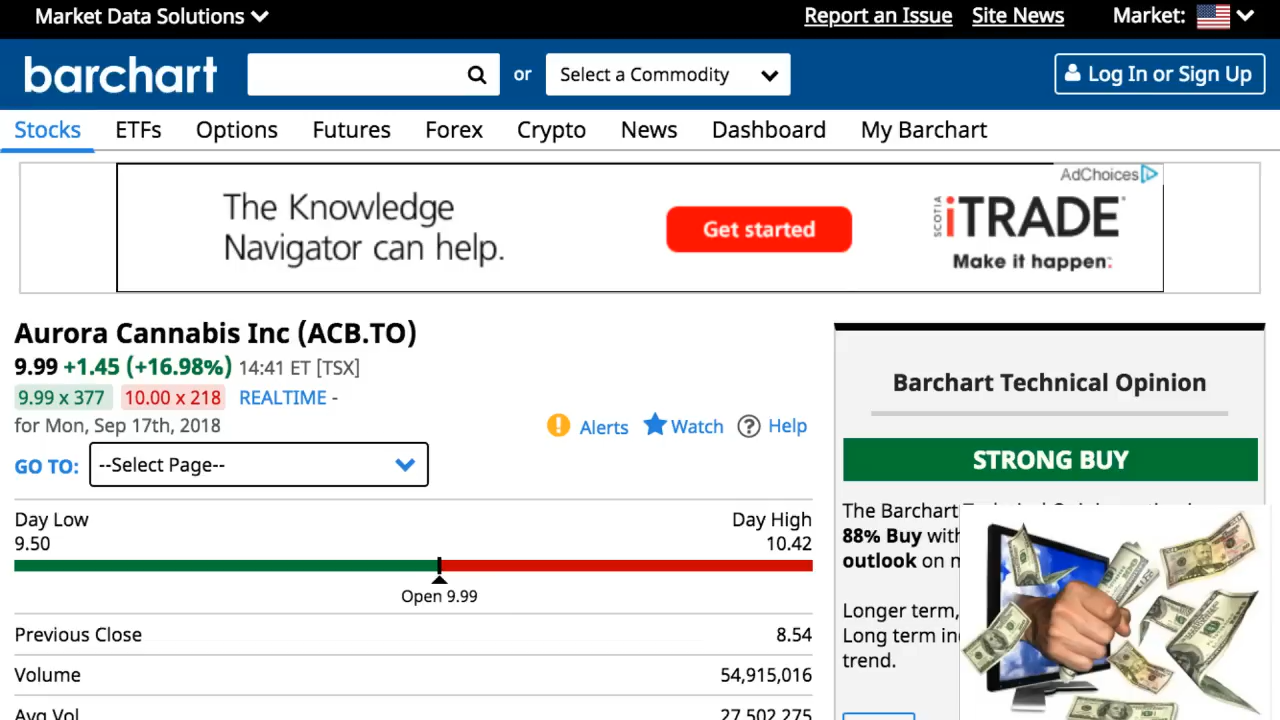 Market Data Solutions
Report an Issue Site News Market:
barchart or Select a Commodity Log In or Sign Up
Stocks ETFs Options Futures Forex Crypto News Dashboard My Barchart
AdChoices
The Knowledge
Navigator can help.
Get started
SCOTIA iTRADE
Make it happen:
Aurora Cannabis Inc (ACB.TO)
9.99 +1.45 (+16.98%) 14:41 ET [TSX]
9.99 x 377 10.00 x 218 REALTIME -
for Mon, Sep 17th, 2018
Alerts Watch Help
GO TO: --Select Page--
Day Low Day High
9.50 10.42
Open 9.99
Previous Close 8.54
Volume 54,915,016
Avg Vol 27,502,275
Barchart Technical Opinion
STRONG BUY
The Barchart
88% Buy with
outlook on
Longer term,
Long term
trend.